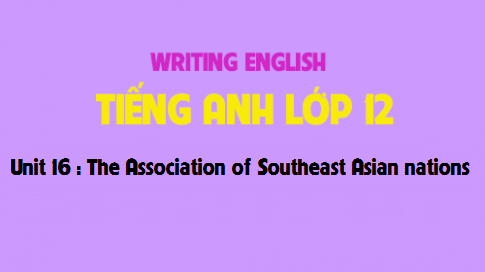 WRITING ENGLISH
TIẾNG ANH LỚP 12
Unit 16 : The Association of Southeast Asian nations